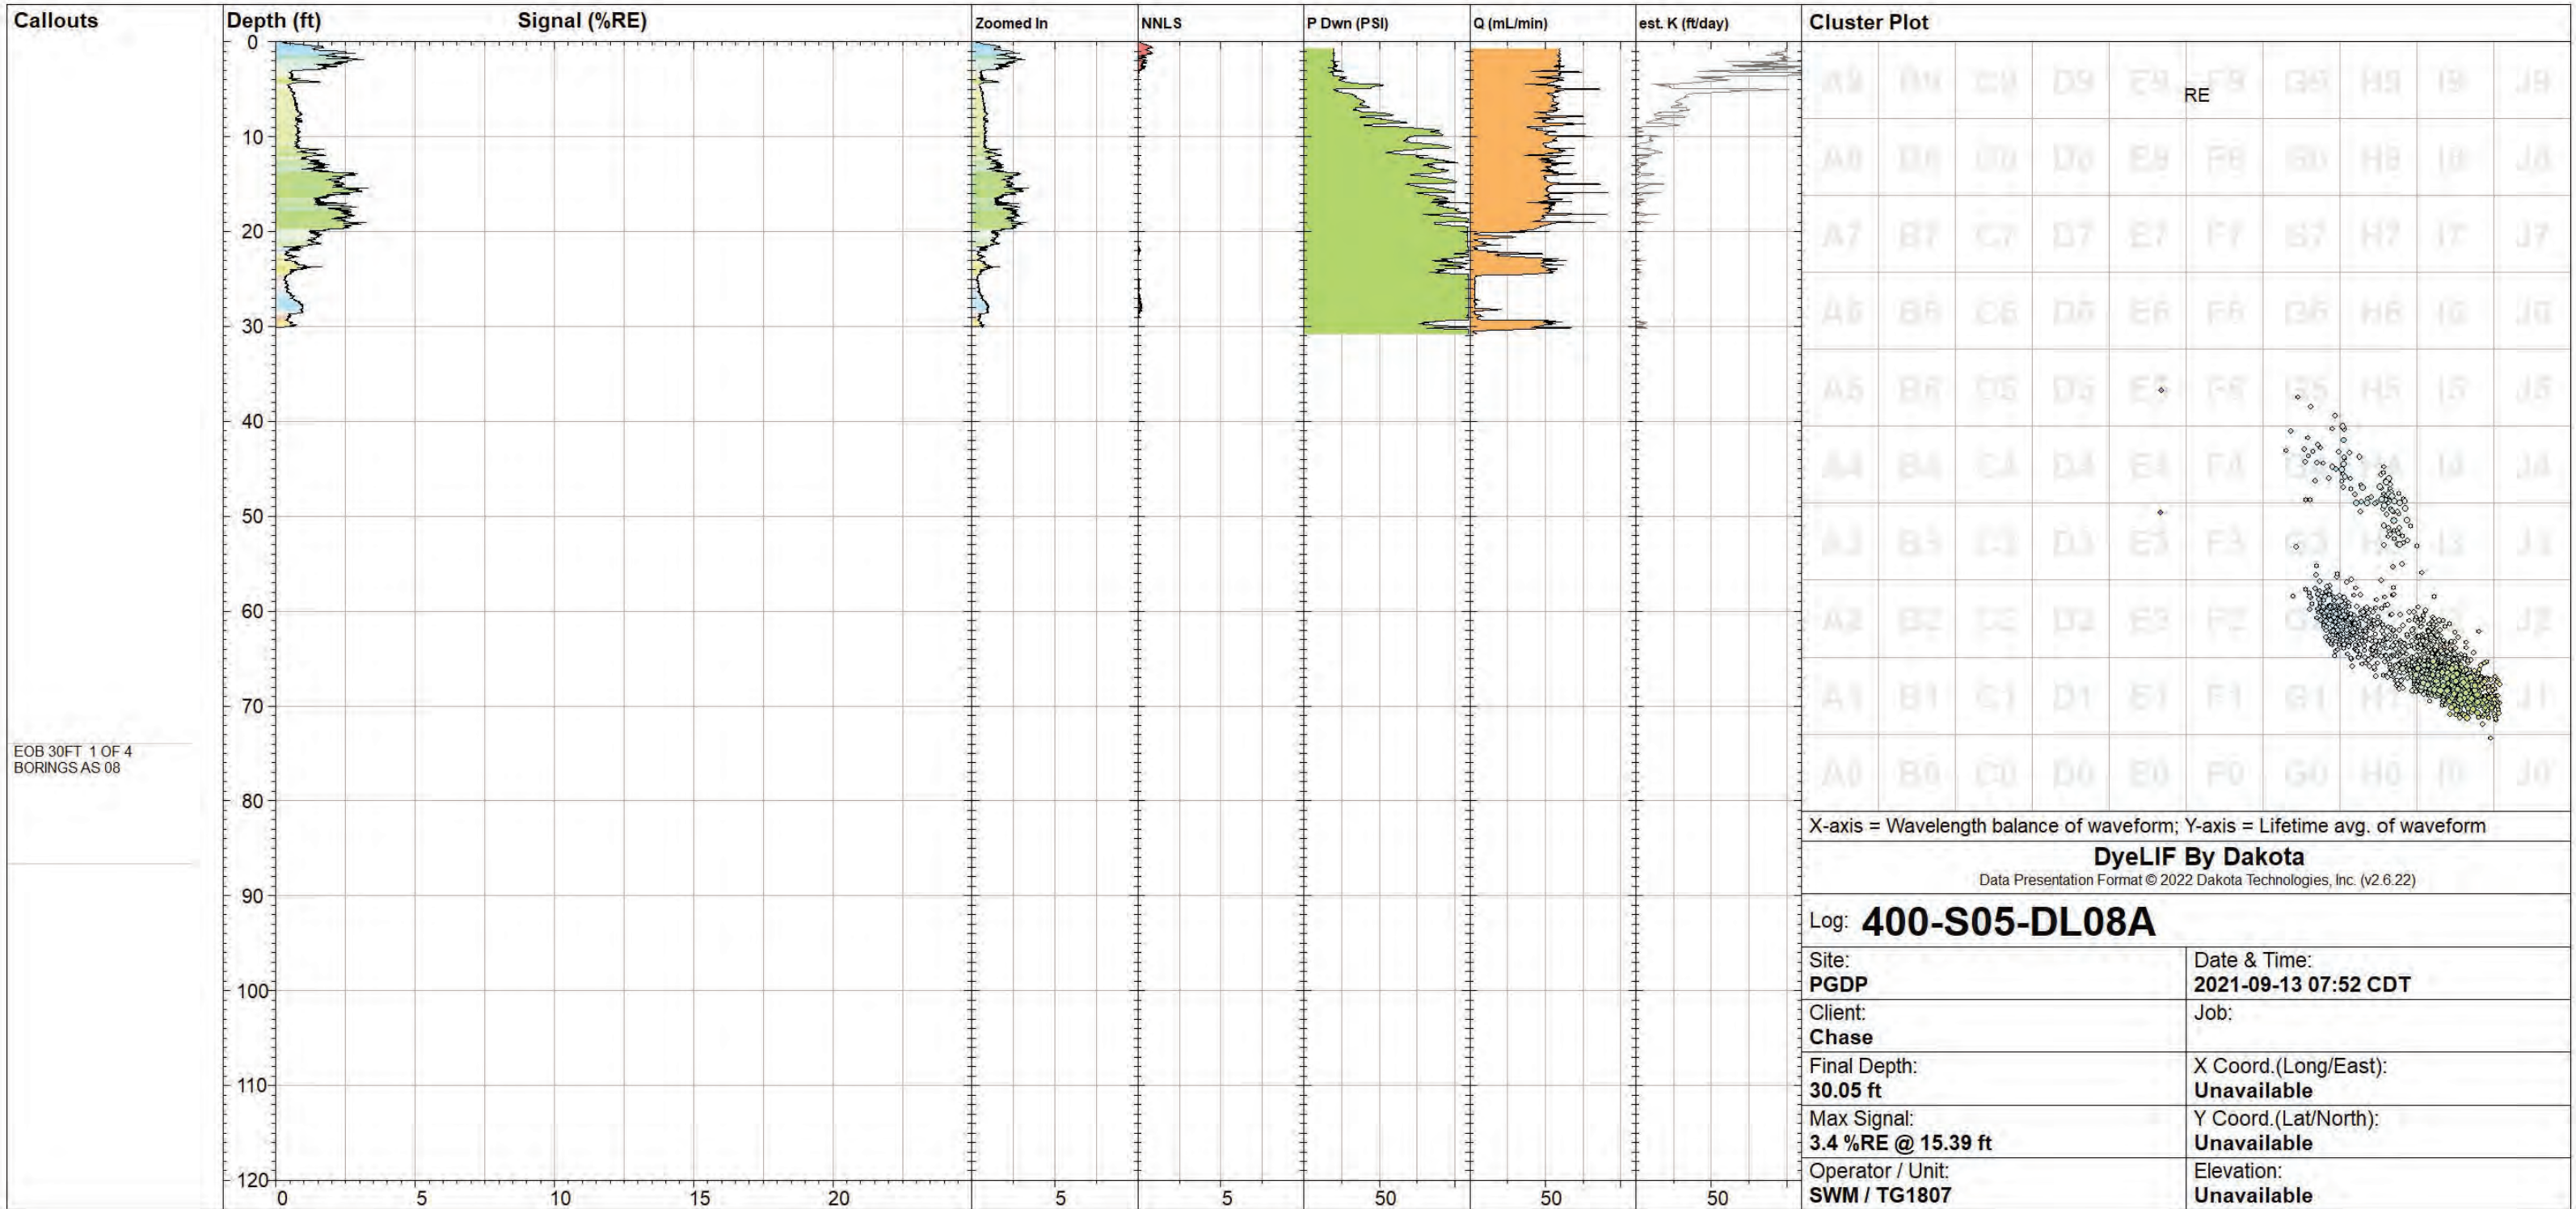 Callouts
Depth (ft) Signal (%RE) Zoomed In NNLS P Dwn (PSI) Q (mL/min) est. K (ft/day) Cluster Plot
0
10
20
30
40
50
60
70
80
90
100
110
120
0 5 10 15 20 5 5 50 50 50
EOB 30FT 1 OF 4
BORINGS AS 08
RE
A9 B9 C9 D9 E9 F9 G9 H9 I9 J9
A8 B8 C8 D8 E8 F8 G8 H8 I8 J8
A7 B7 C7 D7 E7 F7 G7 H7 I7 J7
A6 B6 C6 D6 E6 F6 G6 H6 I6 J6
A5 B5 C5 D5 E5 F5 G5 H5 I5 J5
A4 B4 C4 D4 E4 F4 H4 I4 J4
A3 B3 C3 D3 E3 F3 G3 I3 J3
A2 B2 C2 D2 E2 F2 J2
A1 B1 C1 D1 E1 F1 G1 J1
A0 B0 C0 D0 E0 F0 G0 H0 I0 J0
X-axis = Wavelength balance of waveform; Y-axis = Lifetime avg. of waveform
DyeLIF By Dakota
Data Presentation Format © 2022 Dakota Technologies, Inc. (v2.6.22)
Log: 400-S05-DL08A
Site:
PGDP
Date & Time:
2021-09-13 07:52 CDT
Client:
Chase
Job:
Final Depth:
30.05 ft
X Coord.(Long/East):
Unavailable
Max Signal:
3.4 %RE @ 15.39 ft
Y Coord.(Lat/North):
Unavailable
Operator / Unit:
SWM / TG1807
Elevation:
Unavailable